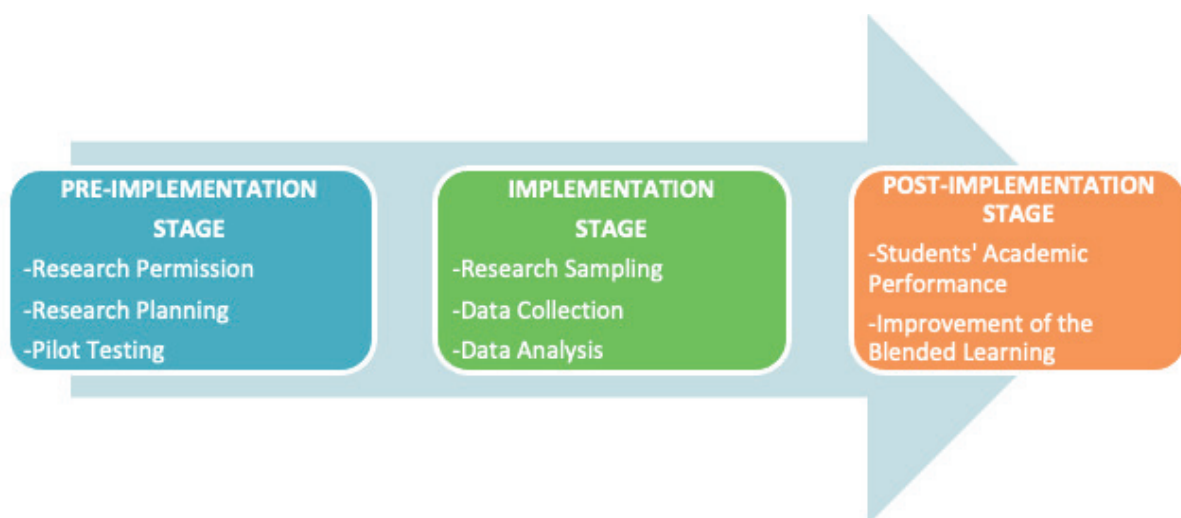 PRE-IMPLEMENTATION
STAGE
-Research Permission
-Research Planning
-Pilot Testing
IMPLEMENTATION
STAGE
-Research Sampling
-Data Collection
-Data Analysis
POST-IMPLEMENTATION
STAGE
-Students' Academic
Performance
-Improvement of the
Blended Learning